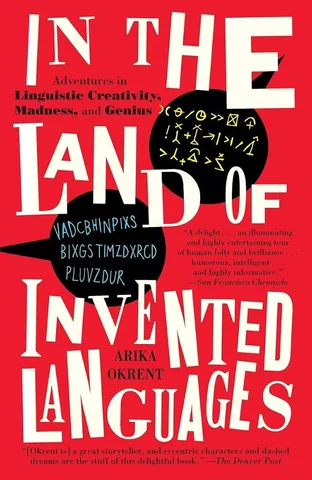 IN THE
Adventures in
Linguistic Creativity,
Madness, and Genius
LAND OF
VADCBHINPIXS
BIXGS TIMZDXRCD
PLUVZDUR
"A delight . . . an illuminating
and highly entertaining tour
of human folly and brilliance . . .
humorous, intelligent . . .
and highly informative."
—San Francisco Chronicle
INVENTED
ARIKA
OKRENT
LANGUAGES
"[Okrent is] a great storyteller, and eccentric characters and dashed
dreams are the stuff of this delightful book." —The Denver Post